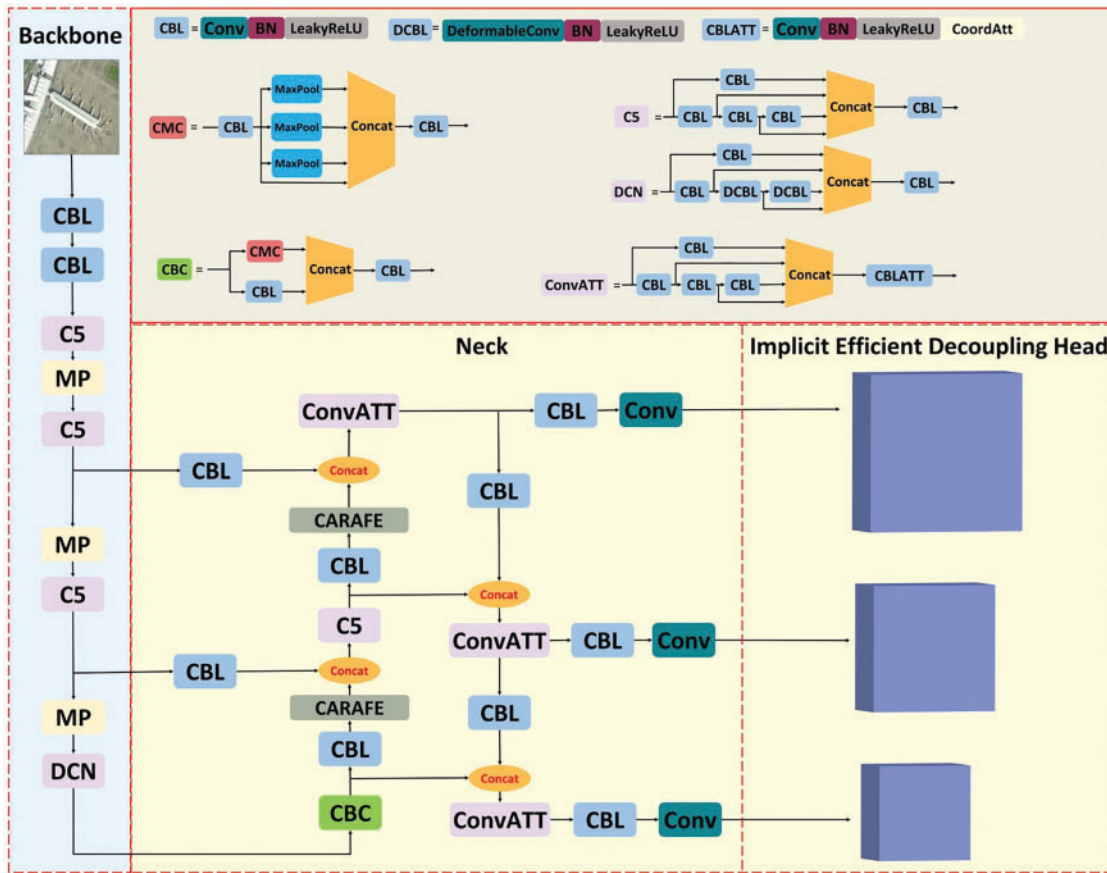 Backbone
CBL
CBL
C5
MP
C5
MP
C5
MP
DCN
CBL = Conv BN LeakyReLU
DCBL = DeformableConv BN LeakyReLU
CBLATT = Conv BN LeakyReLU CoordAtt
CMC = CBL MaxPool MaxPool MaxPool Concat CBL
C5 = CBL CBL CBL CBL Concat CBL
DCN = CBL CBL DCBL DCBL Concat CBL
CBC = CMC CBL Concat CBL
ConvATT = CBL CBL CBL CBL Concat CBLATT
Neck
ConvATT CBL Conv
CBL Concat CBL
CARAFE
CBL Concat
C5 ConvATT CBL Conv
CBL Concat
CARAFE CBL
CBL Concat
CBC ConvATT CBL Conv
Implicit Efficient Decoupling Head